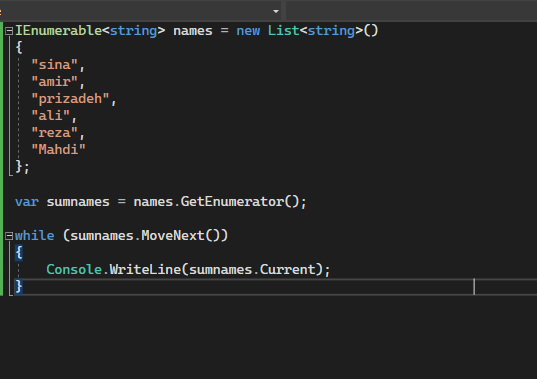 IEnumerable<string> names = new List<string>()
{
"sina",
"amir",
"prizadeh",
"ali",
"reza",
"Mahdi"
};
var sumnames = names.GetEnumerator();
while (sumnames.MoveNext())
{
Console.WriteLine(sumnames.Current);
}